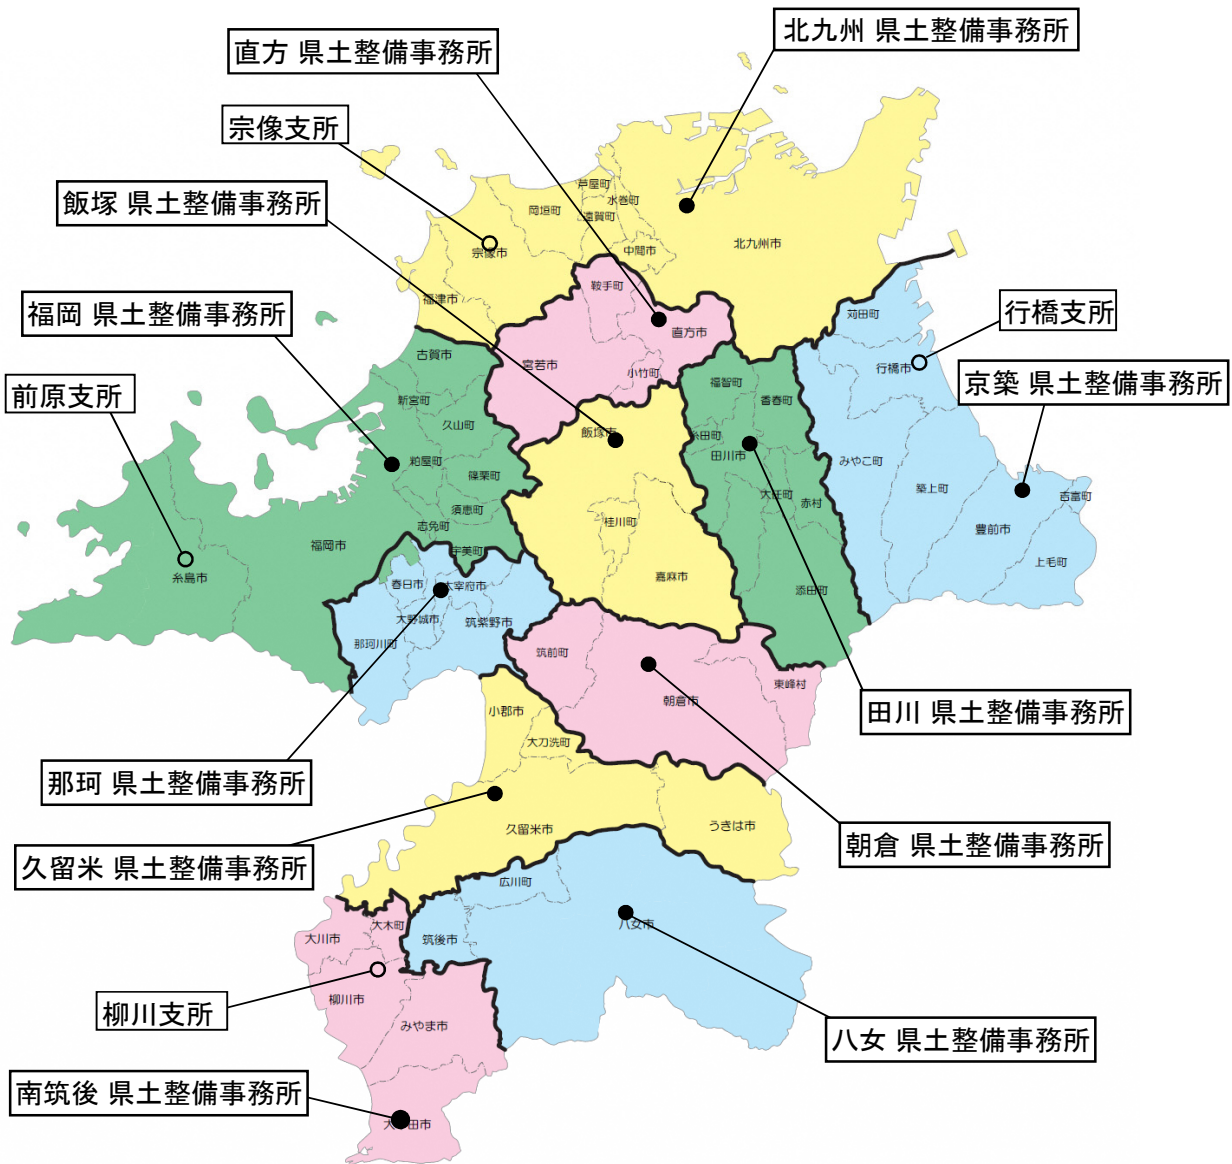 北九州 県土整備事務所
直方 県土整備事務所
宗像支所
飯塚 県土整備事務所
福岡 県土整備事務所
前原支所
行橋支所
京築 県土整備事務所
田川 県土整備事務所
那珂 県土整備事務所
朝倉 県土整備事務所
久留米 県土整備事務所
柳川支所
八女 県土整備事務所
南筑後 県土整備事務所
芦屋町
水巻町
岡垣町
遠賀町
北九州市
中間市
宗像市
福津市
鞍手町
苅田町
直方市
古賀市
宮若市
小竹町
行橋市
福智町
新宮町
香春町
久山町
飯塚市
糸田町
田川市
粕屋町
みやこ町
篠栗町
築上町
大任町
吉富町
赤村
須恵町
桂川町
志免町
豊前市
福岡市
宇美町
上毛町
糸島市
嘉麻市
春日市
太宰府市
添田町
大野城市
筑紫野市
那珂川町
筑前町
東峰村
朝倉市
小郡市
大刀洗町
うきは市
久留米市
広川町
八女市
大木町
大川市
筑後市
柳川市
みやま市